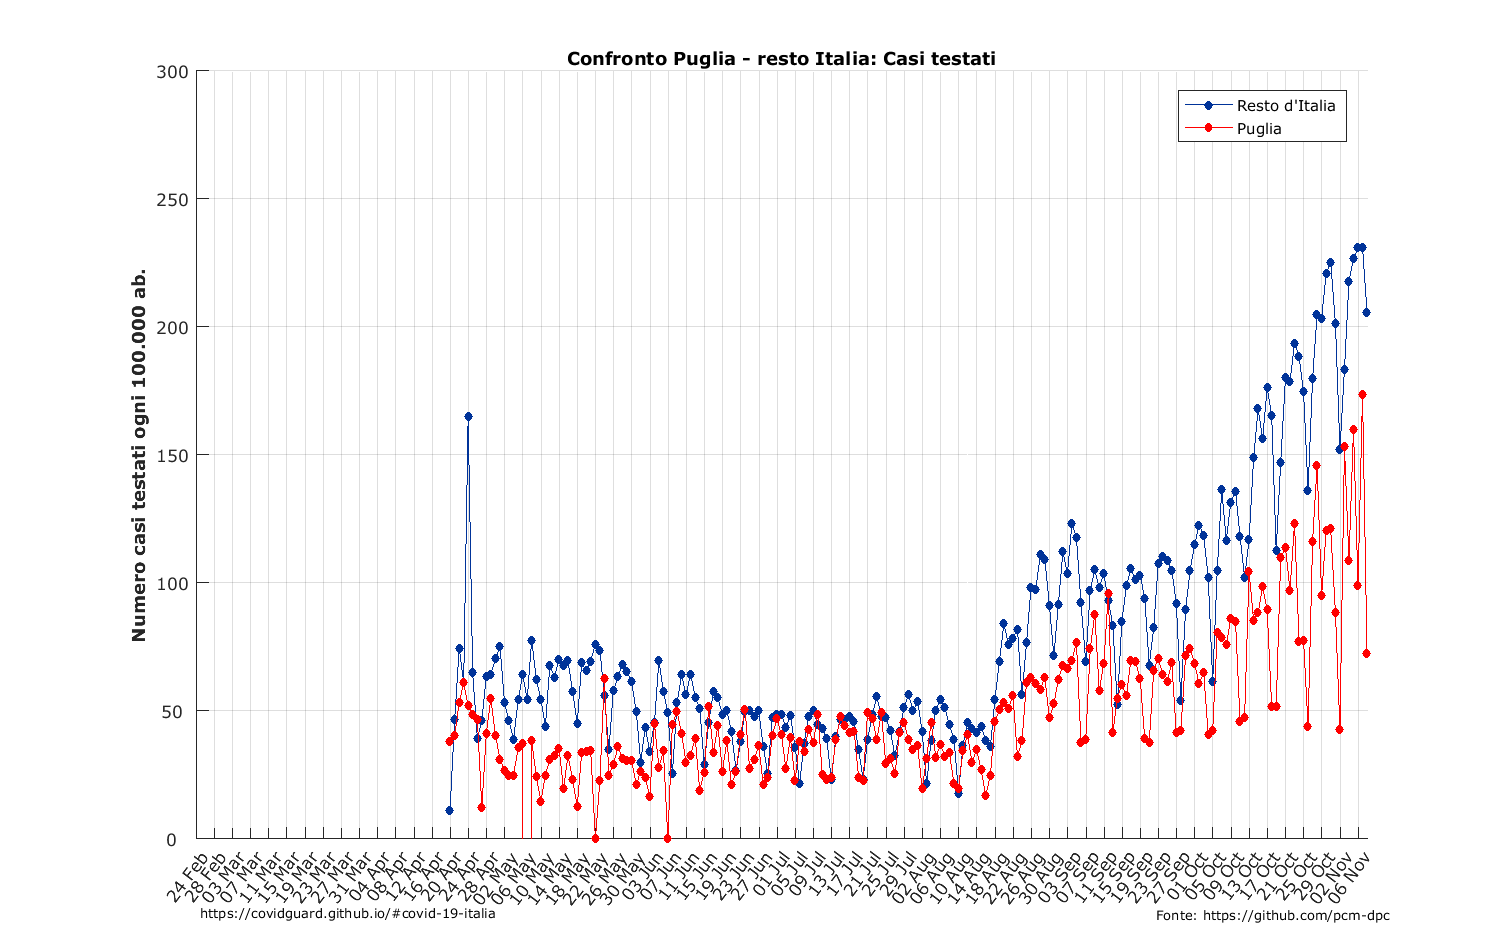 Confronto Puglia - resto Italia: Casi testati
Resto d'Italia
Puglia
Numero casi testati ogni 100.000 ab.
300
250
200
150
100
50
0
24 Feb
28 Feb
03 Mar
07 Mar
11 Mar
15 Mar
19 Mar
23 Mar
27 Mar
31 Mar
04 Apr
08 Apr
12 Apr
16 Apr
20 Apr
24 Apr
28 Apr
02 May
06 May
10 May
14 May
18 May
22 May
26 May
30 May
03 Jun
07 Jun
11 Jun
15 Jun
19 Jun
23 Jun
27 Jun
01 Jul
05 Jul
09 Jul
13 Jul
17 Jul
21 Jul
25 Jul
29 Jul
02 Aug
06 Aug
10 Aug
14 Aug
18 Aug
22 Aug
26 Aug
30 Aug
03 Sep
07 Sep
11 Sep
15 Sep
19 Sep
23 Sep
27 Sep
01 Oct
05 Oct
09 Oct
13 Oct
17 Oct
21 Oct
25 Oct
29 Oct
02 Nov
06 Nov
https://covidguard.github.io/#covid-19-italia
Fonte: https://github.com/pcm-dpc